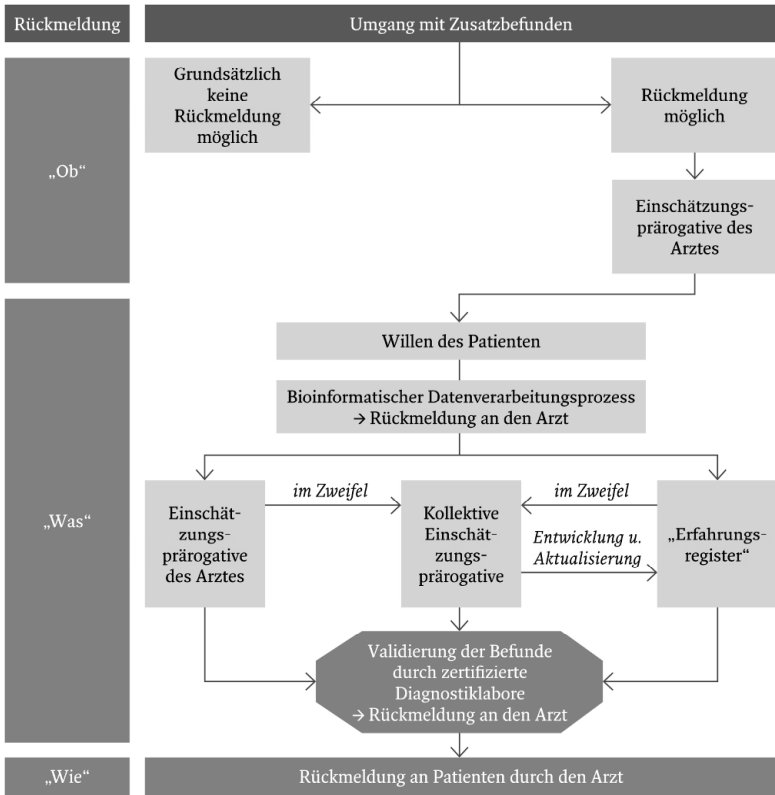 Rückmeldung
Umgang mit Zusatzbefunden
„Ob“
Grundsätzlich
keine
Rückmeldung
möglich
Rückmeldung
möglich
Einschätzungs-
prärogative des
Arztes
„Was“
Willen des Patienten
Bioinformatischer Datenverarbeitungsprozess
→ Rückmeldung an den Arzt
Einschät-
zungs-
prärogative
des Arztes
im Zweifel
Kollektive
Einschät-
zungs-
prärogative
im Zweifel
Entwicklung u.
Aktualisierung
„Erfahrungs-
register“
Validierung der Befunde
durch zertifizierte
Diagnostiklabore
→ Rückmeldung an den Arzt
„Wie“
Rückmeldung an Patienten durch den Arzt